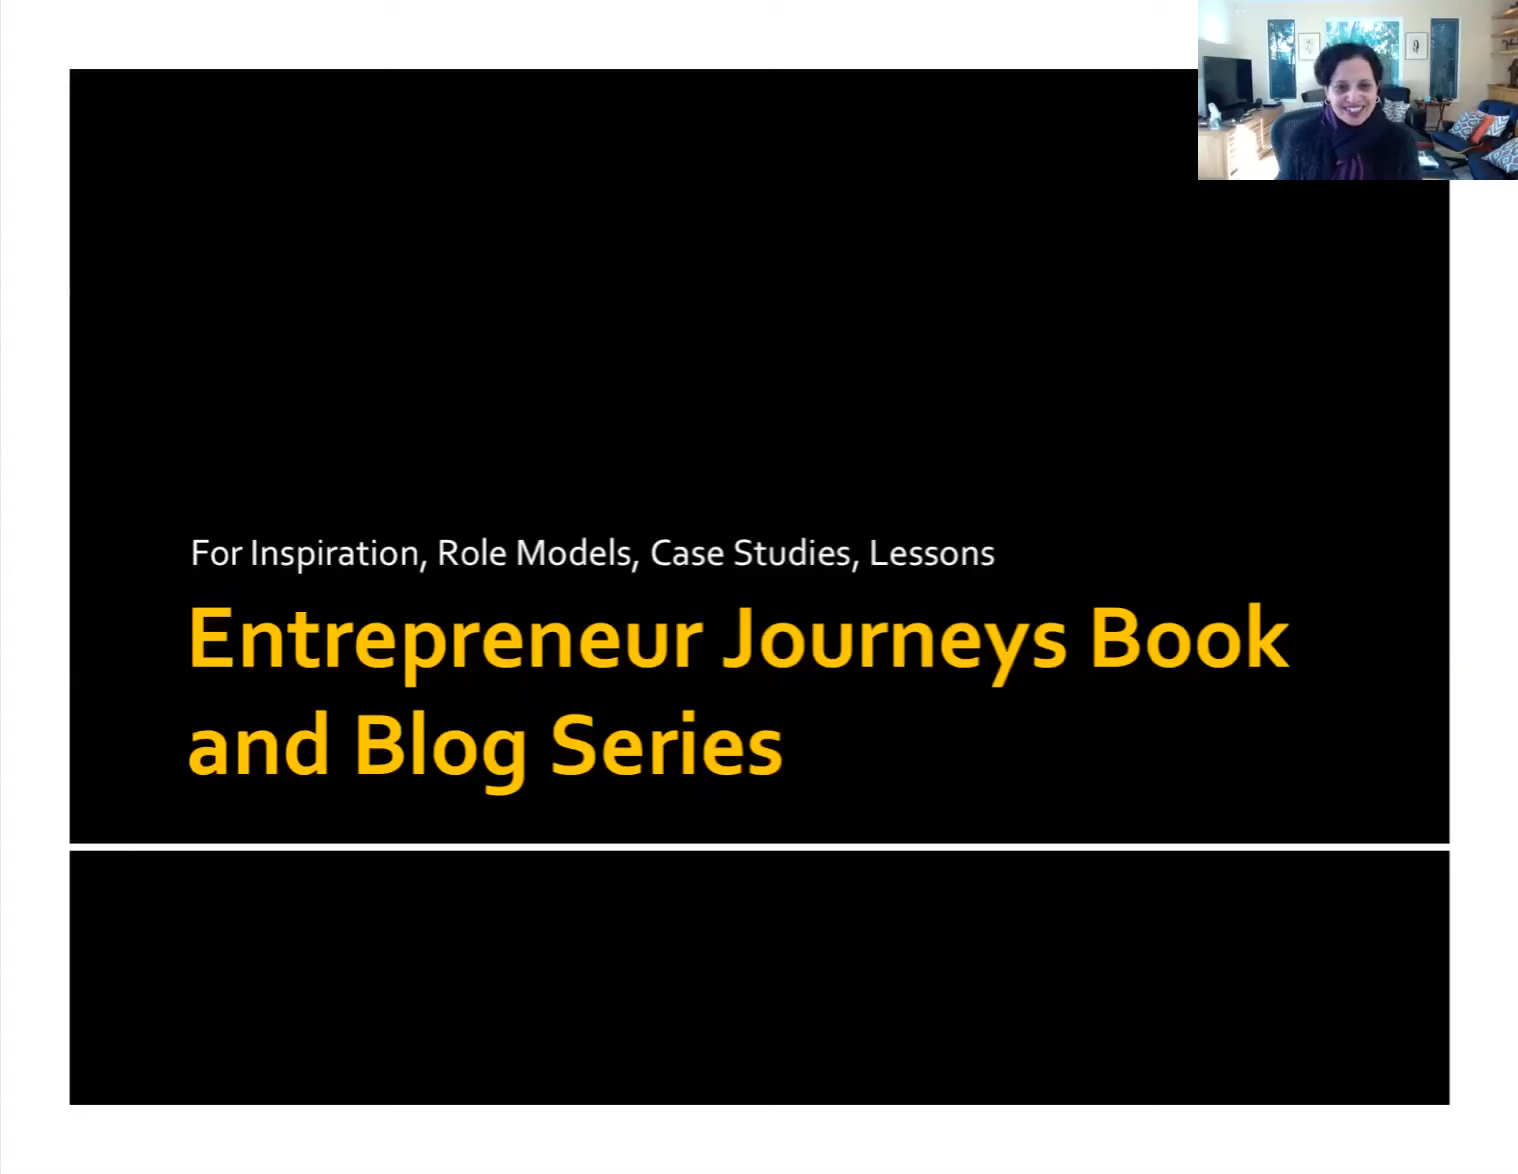 For Inspiration, Role Models, Case Studies, Lessons
Entrepreneur Journeys Book
and Blog Series